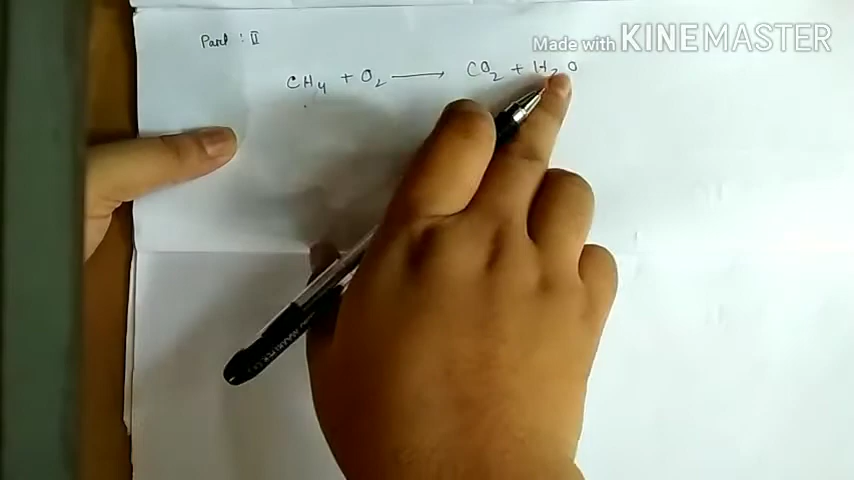 Made with KINEMASTER
Part : II
CH4 + O2 ⟶ CO2 + H2O